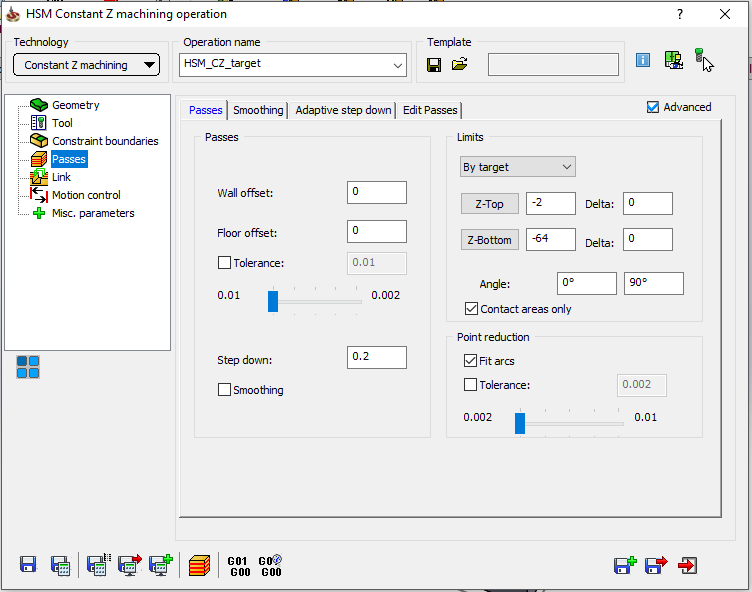 HSM Constant Z machining operation
?
Technology
Operation name
Template
Constant Z machining
HSM_CZ_target
Geometry
Tool
Constraint boundaries
Passes
Link
Motion control
Misc. parameters
Passes
Smoothing
Adaptive step down
Edit Passes
Advanced
Passes
Wall offset:
0
Floor offset:
0
Tolerance:
0.01
0.01
0.002
Step down:
0.2
Smoothing
Limits
By target
Z-Top
-2
Delta:
0
Z-Bottom
-64
Delta:
0
Angle:
0°
90°
Contact areas only
Point reduction
Fit arcs
Tolerance:
0.002
0.002
0.01
G01
G00
G0
G00